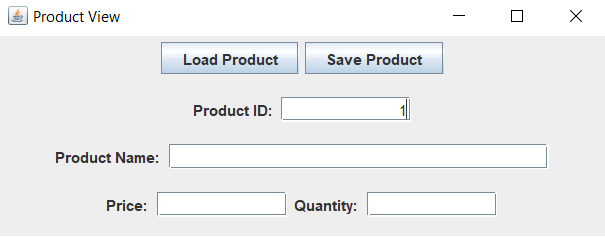 Product View
Load Product Save Product
Product ID: 1
Product Name:
Price: Quantity: